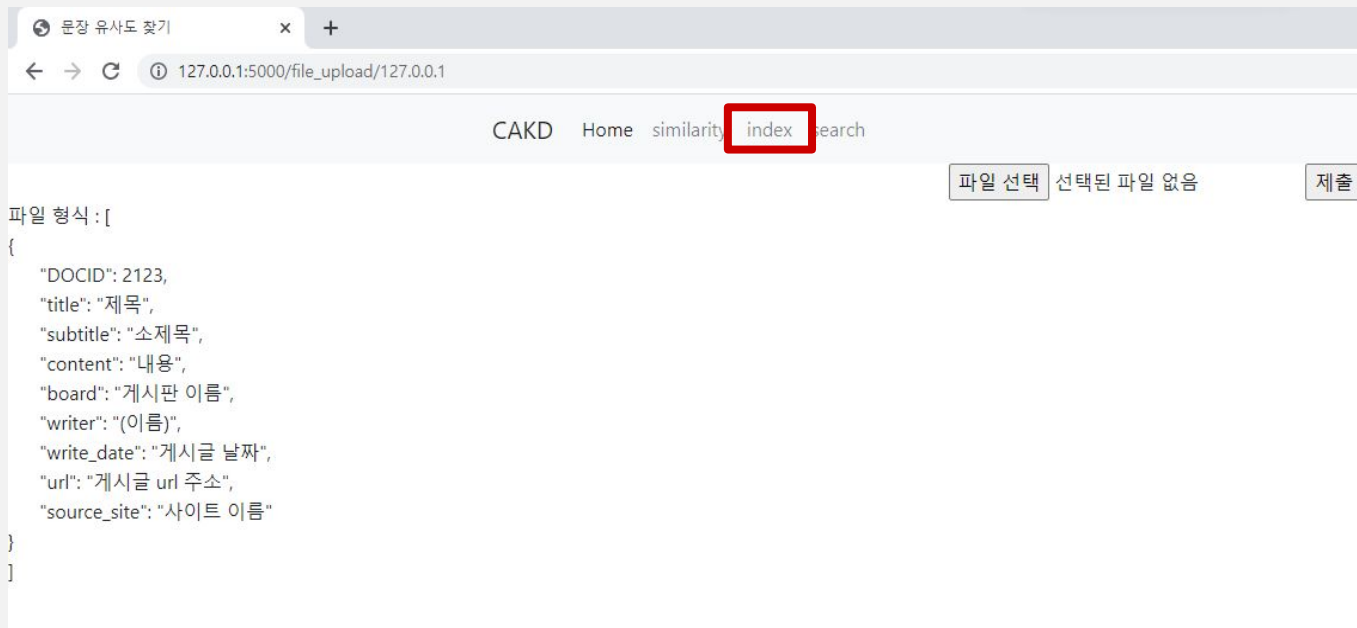 문장 유사도 찾기
127.0.0.1:5000/file_upload/127.0.0.1
CAKD Home similarity index search
파일 선택 선택된 파일 없음 제출
파일 형식 : [
{
"DOCID": 2123,
"title": "제목",
"subtitle": "소제목",
"content": "내용",
"board": "게시판 이름",
"writer": "(이름)",
"write_date": "게시글 날짜",
"url": "게시글 url 주소",
"source_site": "사이트 이름"
}
]